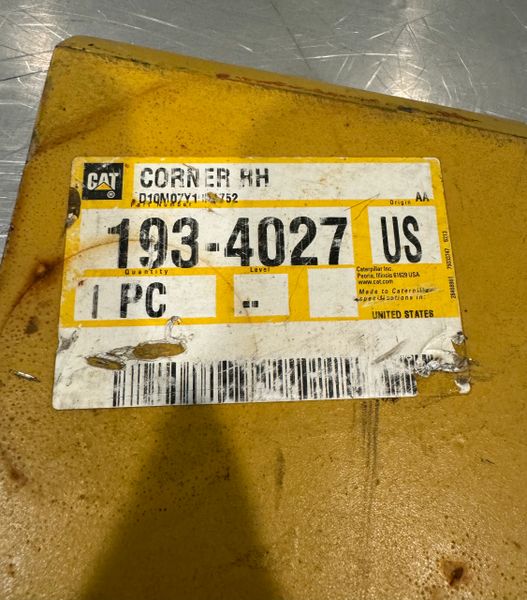 CAT
®
CORNER RH
Part Number
Origin
AA
193-4027
US
Quantity
Level
1 PC
--
Caterpillar Inc.
Peoria, Illinois 61629 USA
www.cat.com
Made to Caterpillar
specifications in:
UNITED STATES